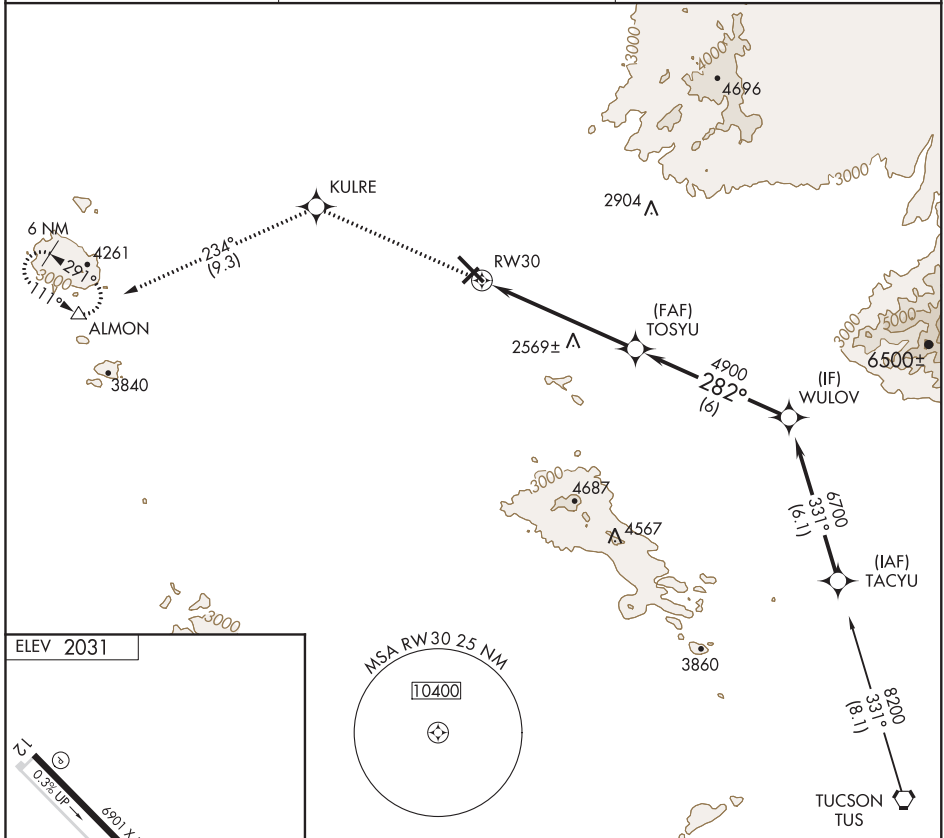 3000
4000
4696
3000
2904
KULRE
6 NM
4261
291°
3000
111°
ALMON
234°
(9.3)
RW30
(FAF)
TOSYU
2569±
3840
4900
282°
(6)
(IF)
WULOV
5000
3000
6500±
3000
4687
4567
6700
331°
(6.1)
(IAF)
TACYU
3000
3860
8200
331°
(8.1)
TUCSON
TUS
MSA RW30 25 NM
10400
ELEV 2031
12
P
0.3% UP
6901 X